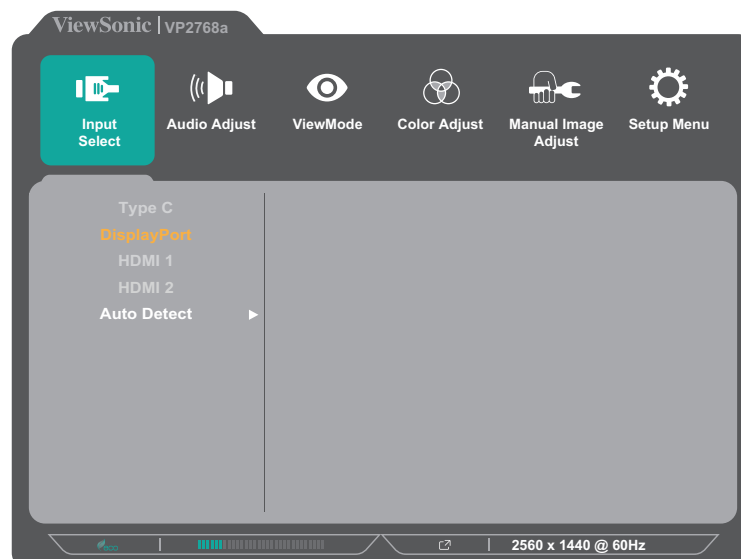 ViewSonic | VP2768a
Input Select
Audio Adjust
ViewMode
Color Adjust
Manual Image Adjust
Setup Menu
Type C
DisplayPort
HDMI 1
HDMI 2
Auto Detect
eco
2560 x 1440 @ 60Hz